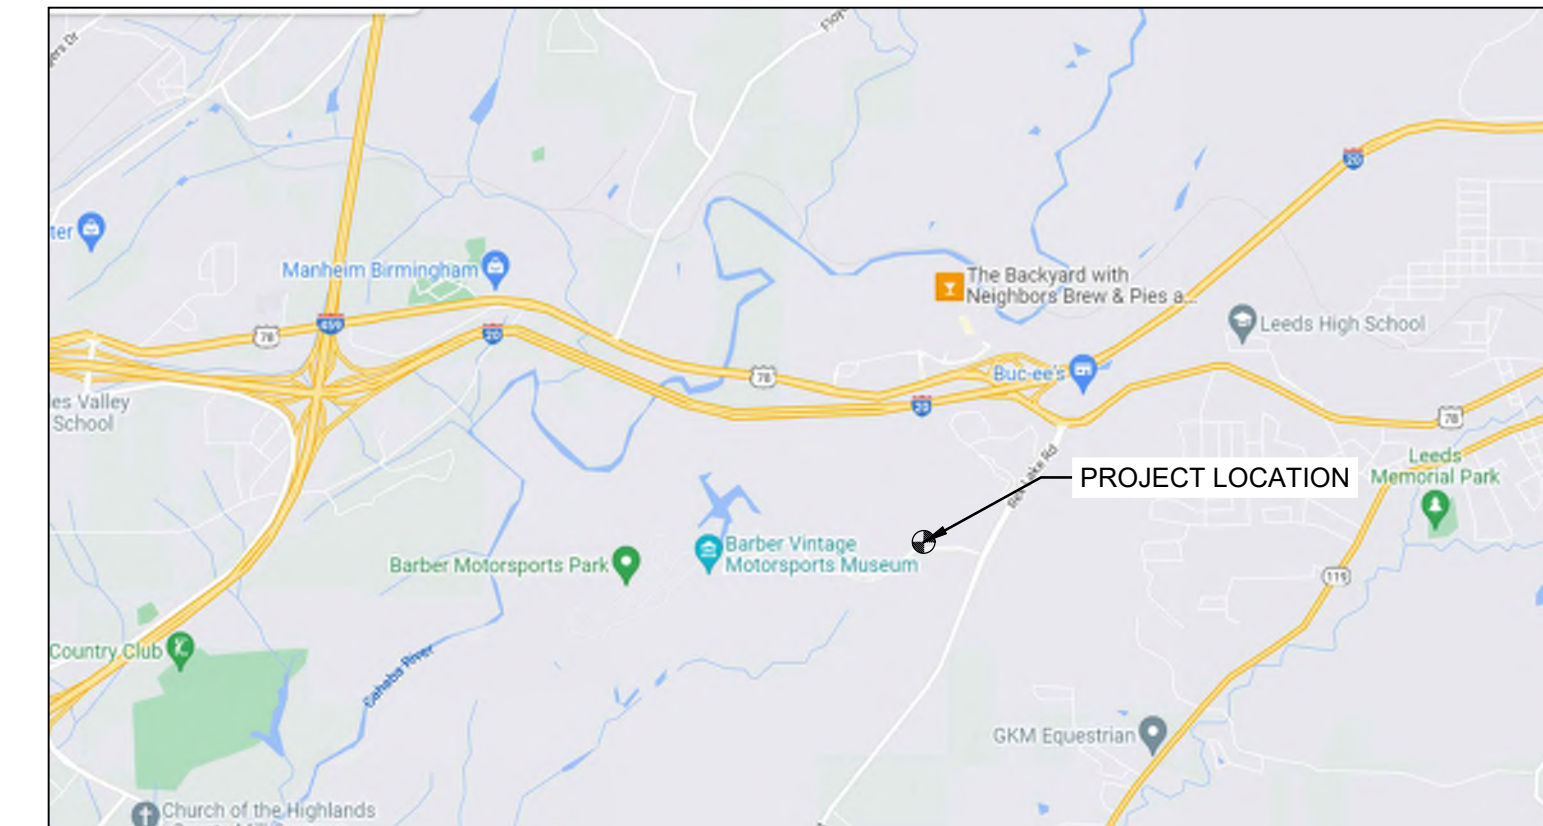 20
ter
Manheim Birmingham
The Backyard with
Neighbors Brew & Pies a...
459
78
20
Leeds High School
78
Buc-ee's
20
es Valley
School
78
Leeds
Memorial Park
PROJECT LOCATION
Barber Vintage
Motorsports Museum
Barber Motorsports Park
119
Country Club
Cahaba River
GKM Equestrian
Church of the Highlands